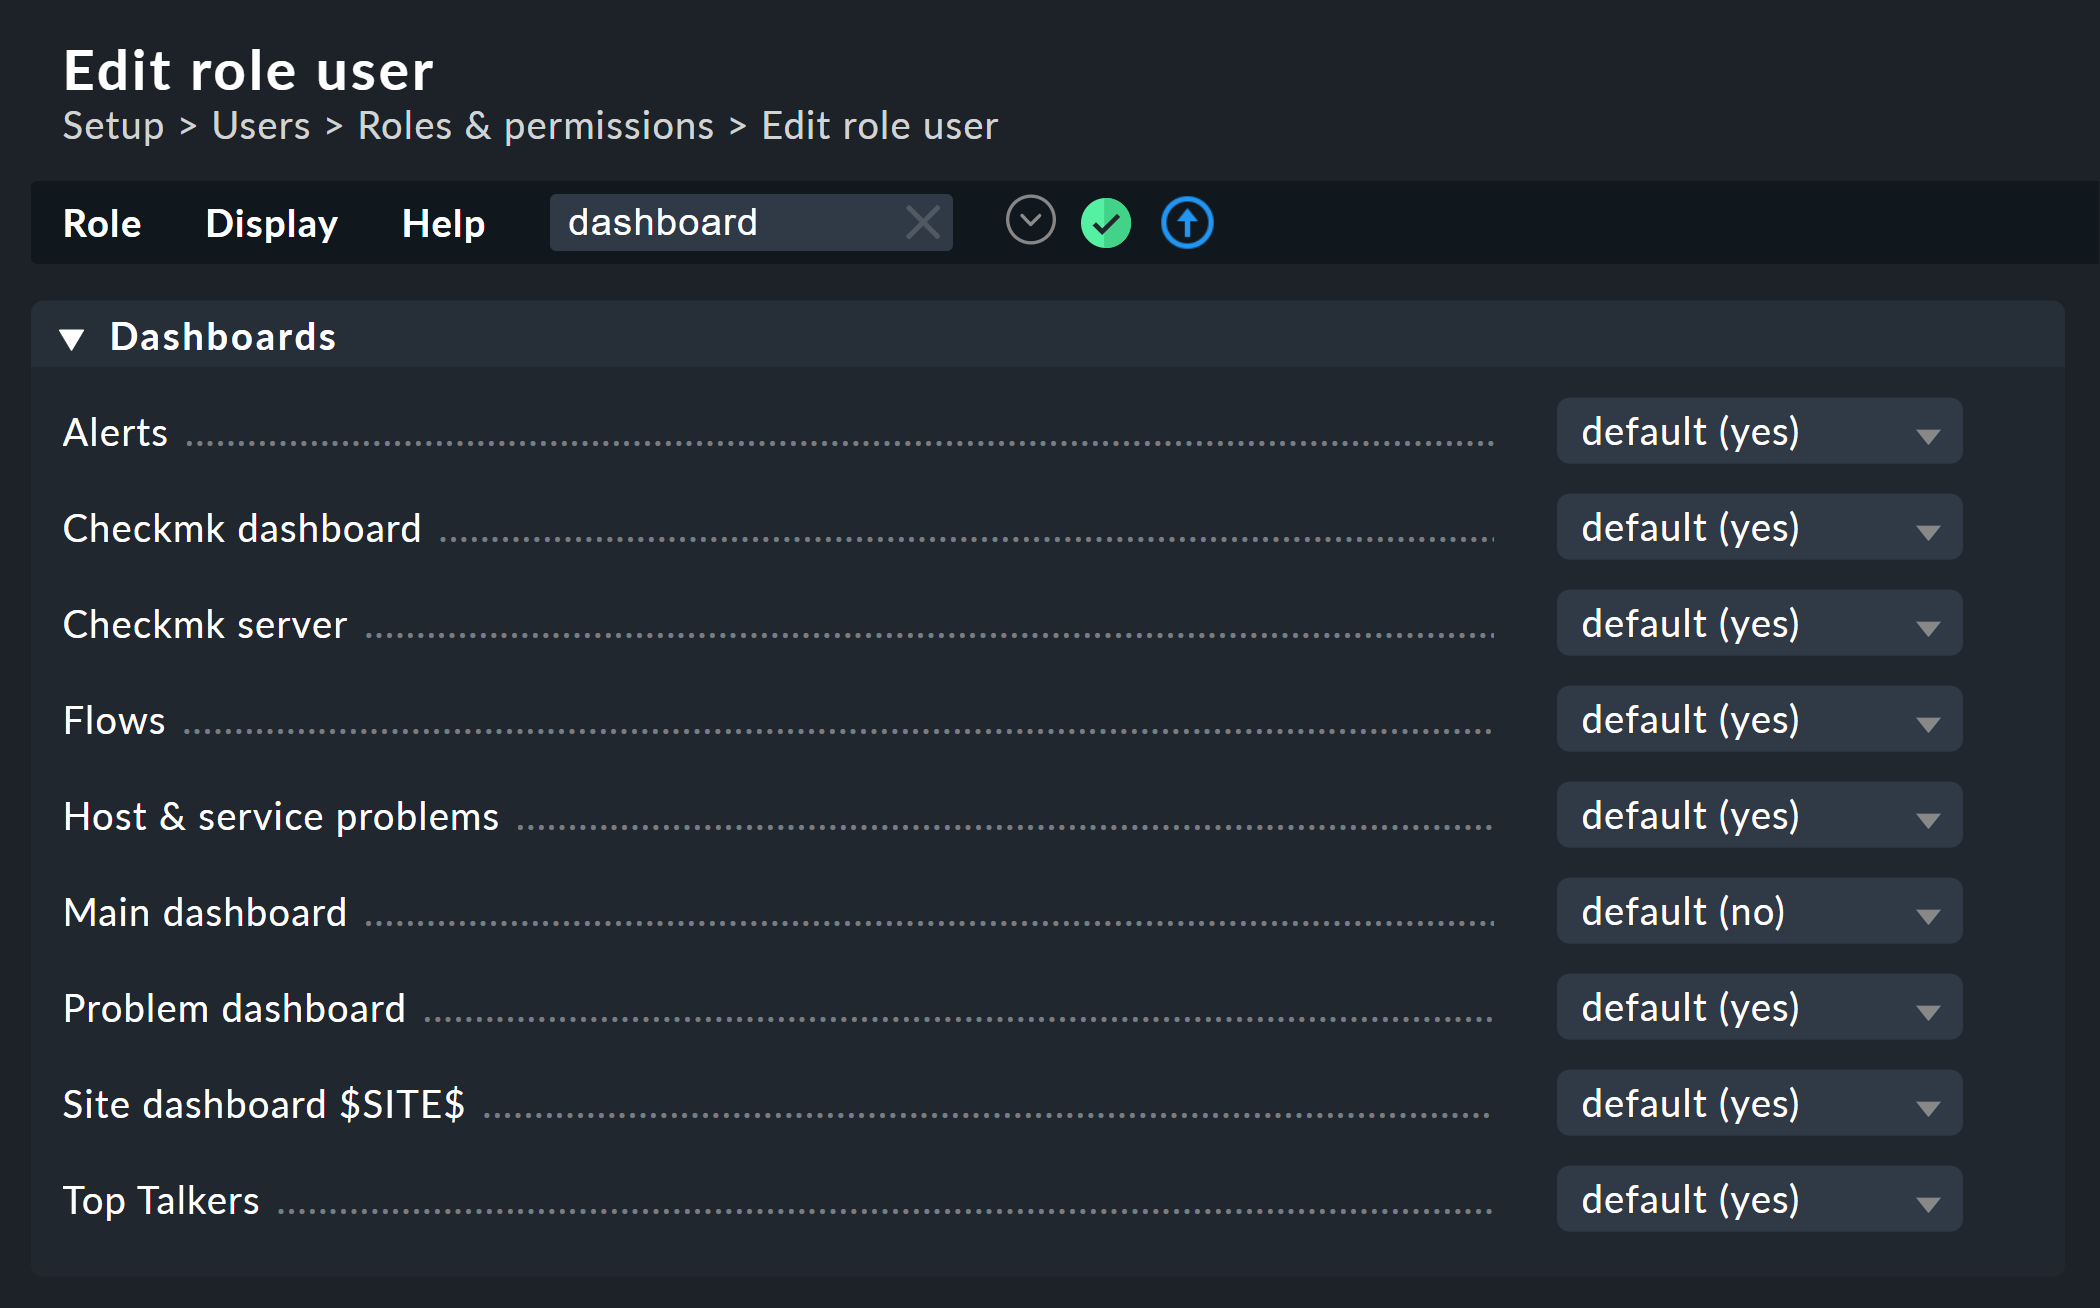 Edit role user
Setup > Users > Roles & permissions > Edit role user
Role Display Help dashboard
Dashboards
Alerts default (yes)
Checkmk dashboard default (yes)
Checkmk server default (yes)
Flows default (yes)
Host & service problems default (yes)
Main dashboard default (no)
Problem dashboard default (yes)
Site dashboard $SITE$ default (yes)
Top Talkers default (yes)